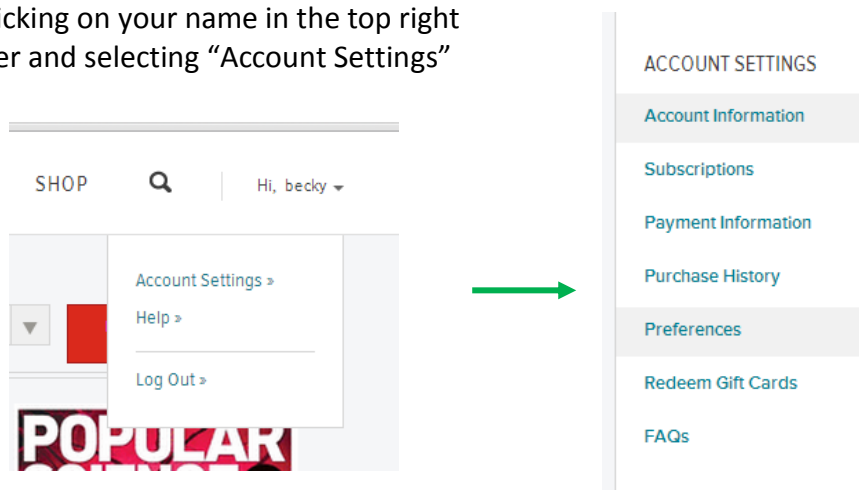 icking on your name in the top right
er and selecting “Account Settings”
SHOP
Hi, becky
Account Settings »
Help »
Log Out »
POPULAR
SCIENCE
ACCOUNT SETTINGS
Account Information
Subscriptions
Payment Information
Purchase History
Preferences
Redeem Gift Cards
FAQs